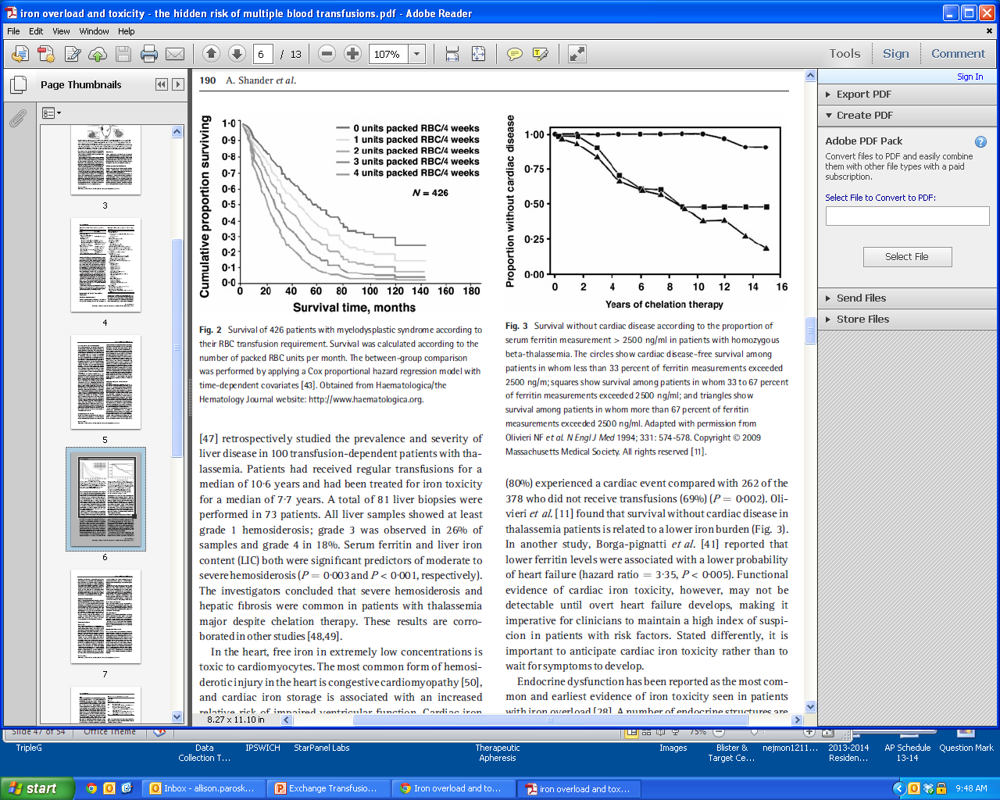 iron overload and toxicity - the hidden risk of multiple blood transfusions.pdf - Adobe Reader
File Edit View Window Help
6 / 13 107% Tools Sign Comment
Sign In
Page Thumbnails
3
4
5
6
7
190 A. Shander et al.
Cumulative proportion surviving
1·0
0·9
0·8
0·7
0·6
0·5
0·4
0·3
0·2
0·1
0·0
0 units packed RBC/4 weeks
1 units packed RBC/4 weeks
2 units packed RBC/4 weeks
3 units packed RBC/4 weeks
4 units packed RBC/4 weeks
N = 426
0 20 40 60 80 100 120 140 160 180
Survival time, months
Fig. 2 Survival of 426 patients with myelodysplastic syndrome according to
their RBC transfusion requirement. Survival was calculated according to the
number of packed RBC units per month. The between-group comparison
was performed by applying a Cox proportional hazard regression model with
time-dependent covariates [43]. Obtained from Haematologica/the
Hematology Journal website: http://www.haematologica.org.
[47] retrospectively studied the prevalence and severity of
liver disease in 100 transfusion-dependent patients with tha-
lassemia. Patients had received regular transfusions for a
median of 10·6 years and had been treated for iron toxicity
for a median of 7·7 years. A total of 81 liver biopsies were
performed in 73 patients. All liver samples showed at least
grade 1 hemosiderosis; grade 3 was observed in 26% of
samples and grade 4 in 18%. Serum ferritin and liver iron
content (LIC) both were significant predictors of moderate to
severe hemosiderosis (P = 0·003 and P < 0·001, respectively).
The investigators concluded that severe hemosiderosis and
hepatic fibrosis were common in patients with thalassemia
major despite chelation therapy. These results are corro-
borated in other studies [48,49].
In the heart, free iron in extremely low concentrations is
toxic to cardiomyocytes. The most common form of hemosi-
derotic injury in the heart is congestive cardiomyopathy [50],
and cardiac iron storage is associated with an increased
relative risk of impaired ventricular function. Cardiac iron
Proportion without cardiac disease
1·00
0·75
0·50
0·25
0·00
0 2 4 6 8 10 12 14 16
Years of chelation therapy
Fig. 3 Survival without cardiac disease according to the proportion of
serum ferritin measurement > 2500 ng/ml in patients with homozygous
beta-thalassemia. The circles show cardiac disease-free survival among
patients in whom less than 33 percent of ferritin measurements exceeded
2500 ng/m; squares show survival among patients in whom 33 to 67 percent
of ferritin measurements exceeded 2500 ng/ml; and triangles show
survival among patients in whom more than 67 percent of ferritin
measurements exceeded 2500 ng/ml. Adapted with permission from
Olivieri NF et al. N Engl J Med 1994; 331: 574-578. Copyright © 2009
Massachusetts Medical Society. All rights reserved [11].
(80%) experienced a cardiac event compared with 262 of the
378 who did not receive transfusions (69%) (P = 0·002). Oli-
vieri et al. [11] found that survival without cardiac disease in
thalassemia patients is related to a lower iron burden (Fig. 3).
In another study, Borga-pignatti et al. [41] reported that
lower ferritin levels were associated with a lower probability
of heart failure (hazard ratio = 3·35, P < 0·005). Functional
evidence of cardiac iron toxicity, however, may not be
detectable until overt heart failure develops, making it
imperative for clinicians to maintain a high index of suspi-
cion in patients with risk factors. Stated differently, it is
important to anticipate cardiac iron toxicity rather than to
wait for symptoms to develop.
Endocrine dysfunction has been reported as the most com-
mon and earliest evidence of iron toxicity seen in patients
with iron overload [28]. A number of endocrine structures are
8.27 x 11.10 in
Export PDF
Create PDF
Adobe PDF Pack
Convert files to PDF and easily combine
them with other file types with a paid
subscription.
Select File to Convert to PDF:
Select File
Send Files
Store Files
Slide 47 of 54 Office Theme 75%
TripleG
Data
Collection T...
IPSWICH
StarPanel Labs
Therapeutic
Apheresis
Images
Blister &
Target Ce...
nejmon1211...
2013-2014
Residen...
AP Schedule
13-14
Question Mark
start Inbox - allison.parosk... Exchange Transfusio... Iron overload and to... iron overload and tox... 9:48 AM